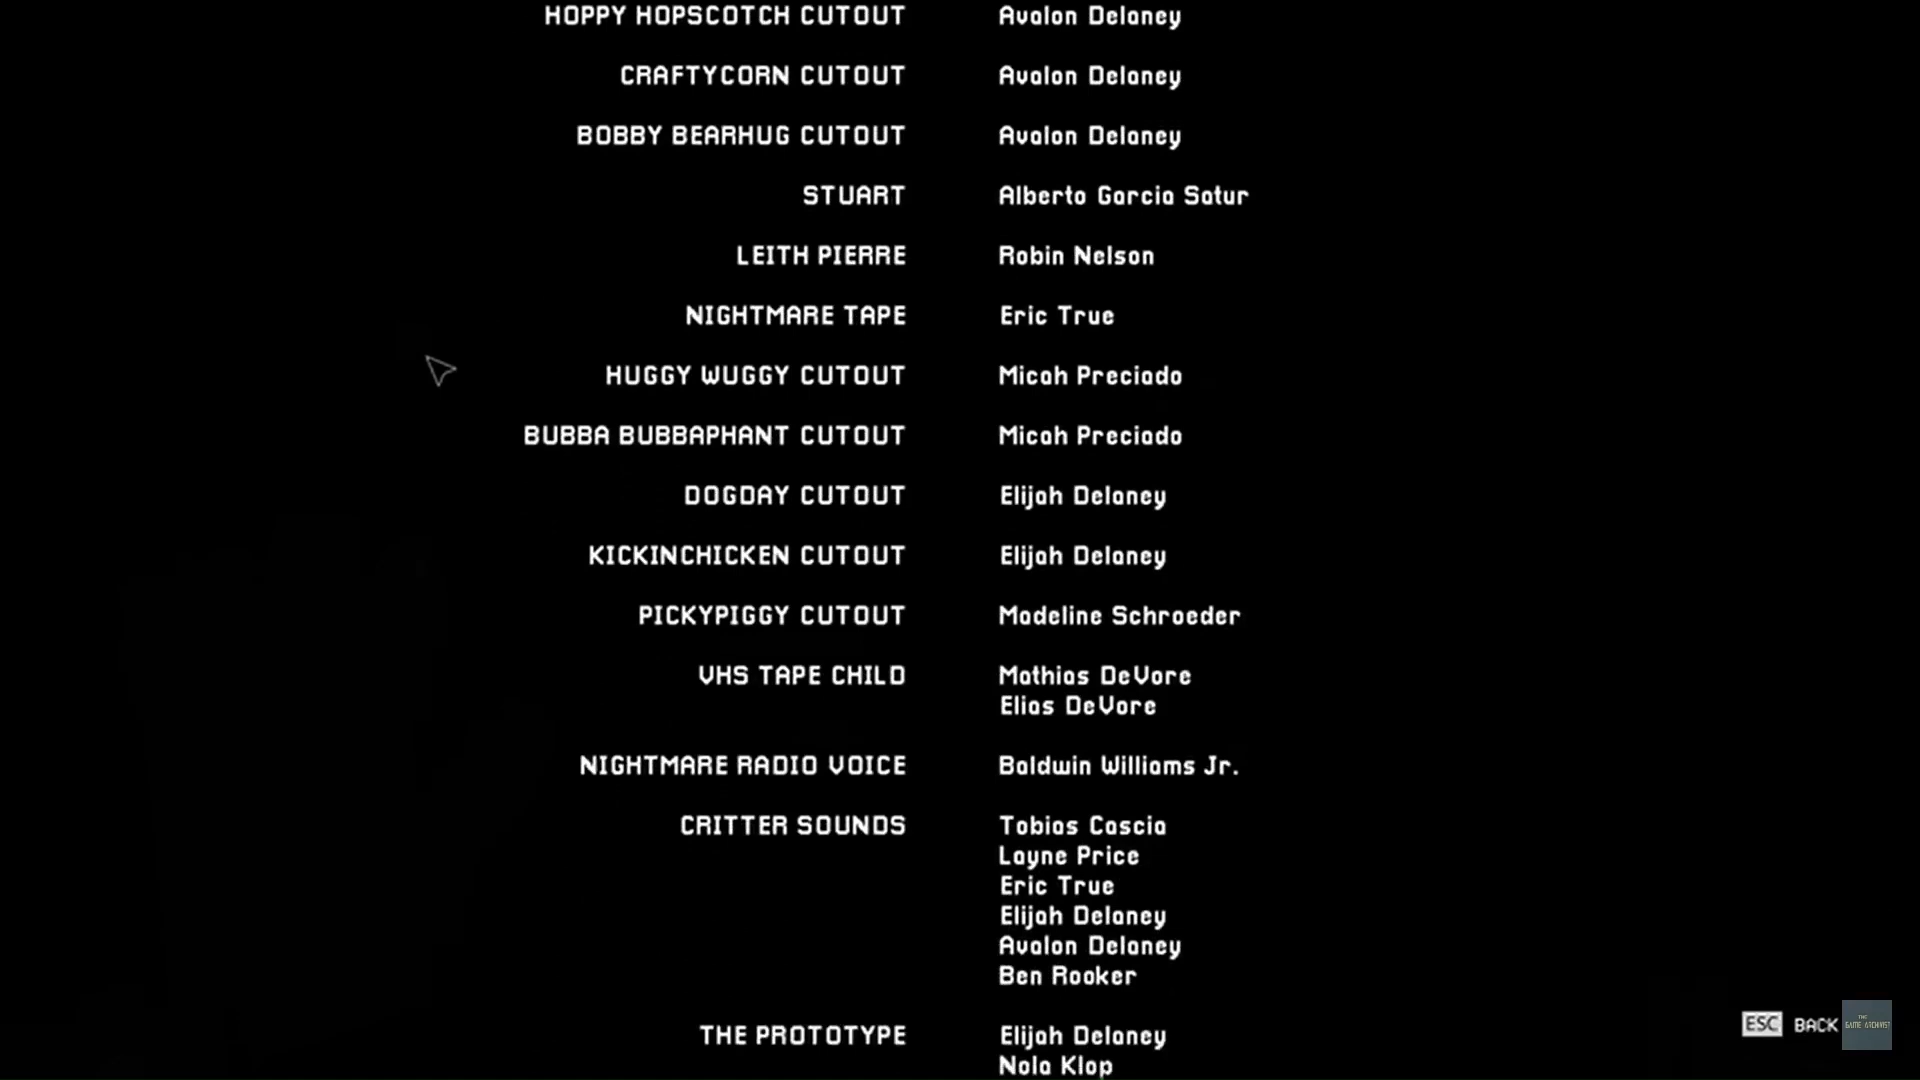 HOPPY HOPSCOTCH CUTOUT Avalon Delaney
CRAFTYCORN CUTOUT Avalon Delaney
BOBBY BEARHUG CUTOUT Avalon Delaney
STUART Alberto Garcia Satur
LEITH PIERRE Robin Nelson
NIGHTMARE TAPE Eric True
HUGGY WUGGY CUTOUT Micah Preciado
BUBBA BUBBAPHANT CUTOUT Micah Preciado
DOGDAY CUTOUT Elijah Delaney
KICKINCHICKEN CUTOUT Elijah Delaney
PICKYPIGGY CUTOUT Madeline Schroeder
VHS TAPE CHILD Mathias DeVore
Elias DeVore
NIGHTMARE RADIO VOICE Baldwin Williams Jr.
CRITTER SOUNDS Tobias Cascia
Layne Price
Eric True
Elijah Delaney
Avalon Delaney
Ben Rooker
THE PROTOTYPE Elijah Delaney
Nola Klop
ESC BACK
THE
GAME ARCHIVIST